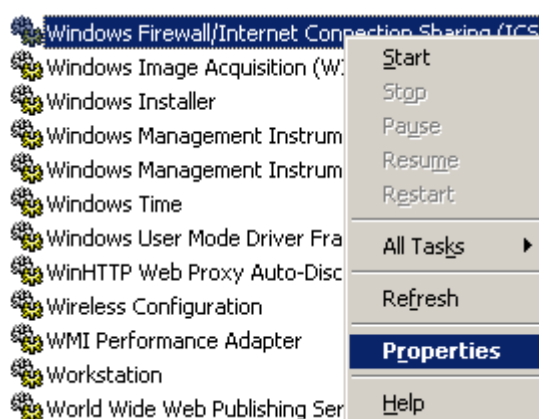 Windows Firewall/Internet Connection Sharing (ICS
Windows Image Acquisition (WI
Windows Installer
Windows Management Instrum
Windows Management Instrum
Windows Time
Windows User Mode Driver Fra
WinHTTP Web Proxy Auto-Disc
Wireless Configuration
WMI Performance Adapter
Workstation
World Wide Web Publishing Ser
Start
Stop
Pause
Resume
Restart
All Tasks
Refresh
Properties
Help